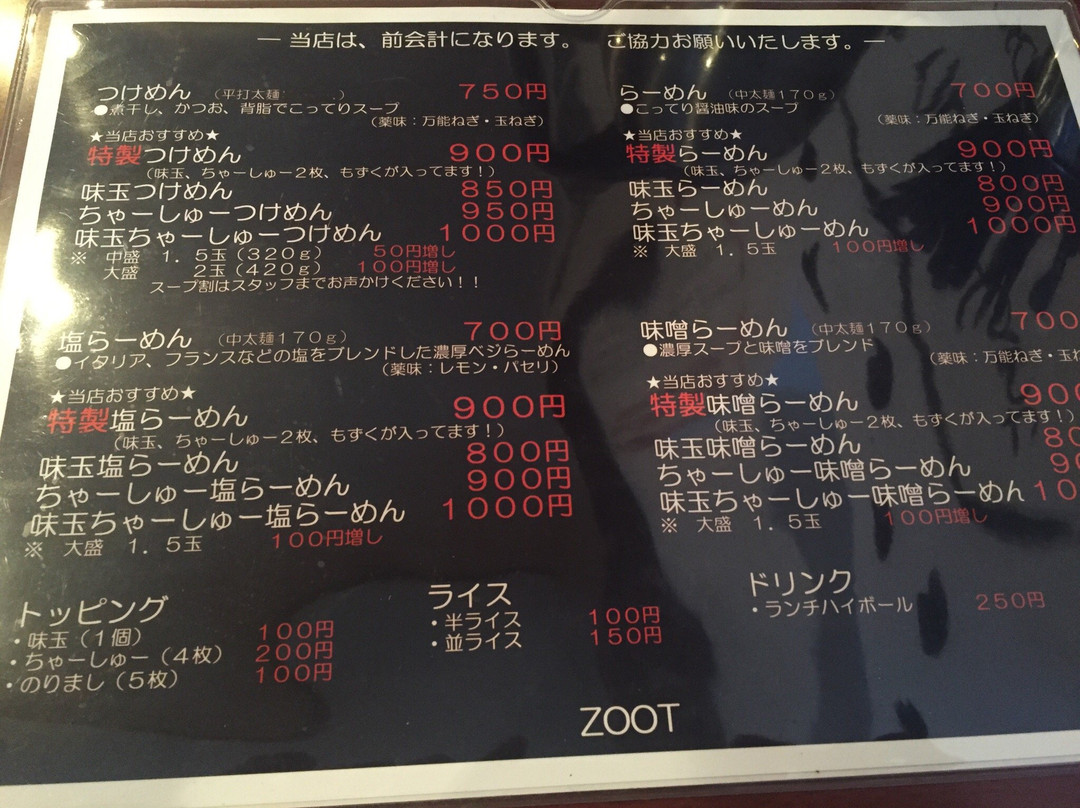 ― 当店は、前会計になります。　ご協力お願いいたします。―
つけめん （平打太麺 ） 750円
●煮干し、かつお、背脂でこってりスープ
（薬味：万能ねぎ・玉ねぎ）
★当店おすすめ★
特製つけめん 900円
（味玉、ちゃーしゅー2枚、もずくが入ってます！）
味玉つけめん 850円
ちゃーしゅーつけめん 950円
味玉ちゃーしゅーつけめん 1000円
※ 中盛 1．5玉（320g） 50円増し
大盛 2玉（420g） 100円増し
スープ割はスタッフまでお声かけください！！
らーめん （中太麺170g） 700円
●こってり醤油味のスープ
（薬味：万能ねぎ・玉ねぎ）
★当店おすすめ★
特製らーめん 900円
（味玉、ちゃーしゅー2枚、もずくが入ってます！）
味玉らーめん 800円
ちゃーしゅーめん 900円
味玉ちゃーしゅーめん 1000円
※ 大盛 1．5玉 100円増し
塩らーめん （中太麺170g） 700円
●イタリア、フランスなどの塩をブレンドした濃厚ベジらーめん
（薬味：レモン・パセリ）
★当店おすすめ★
特製塩らーめん 900円
（味玉、ちゃーしゅー2枚、もずくが入ってます！）
味玉塩らーめん 800円
ちゃーしゅー塩らーめん 900円
味玉ちゃーしゅー塩らーめん 1000円
※ 大盛 1．5玉 100円増し
味噌らーめん （中太麺170g） 700
●濃厚スープと味噌をブレンド
（薬味：万能ねぎ・玉ね
★当店おすすめ★
特製味噌らーめん 900
（味玉、ちゃーしゅー2枚、もずくが入ってます！）
味玉味噌らーめん 80
ちゃーしゅー味噌らーめん 90
味玉ちゃーしゅー味噌らーめん 10
※ 大盛 1．5玉 100円増し
トッピング
・味玉（1個） 100円
・ちゃーしゅー（4枚） 200円
・のりまし（5枚） 100円
ライス
・半ライス 100円
・並ライス 150円
ドリンク
・ランチハイボール 250円
ZOOT